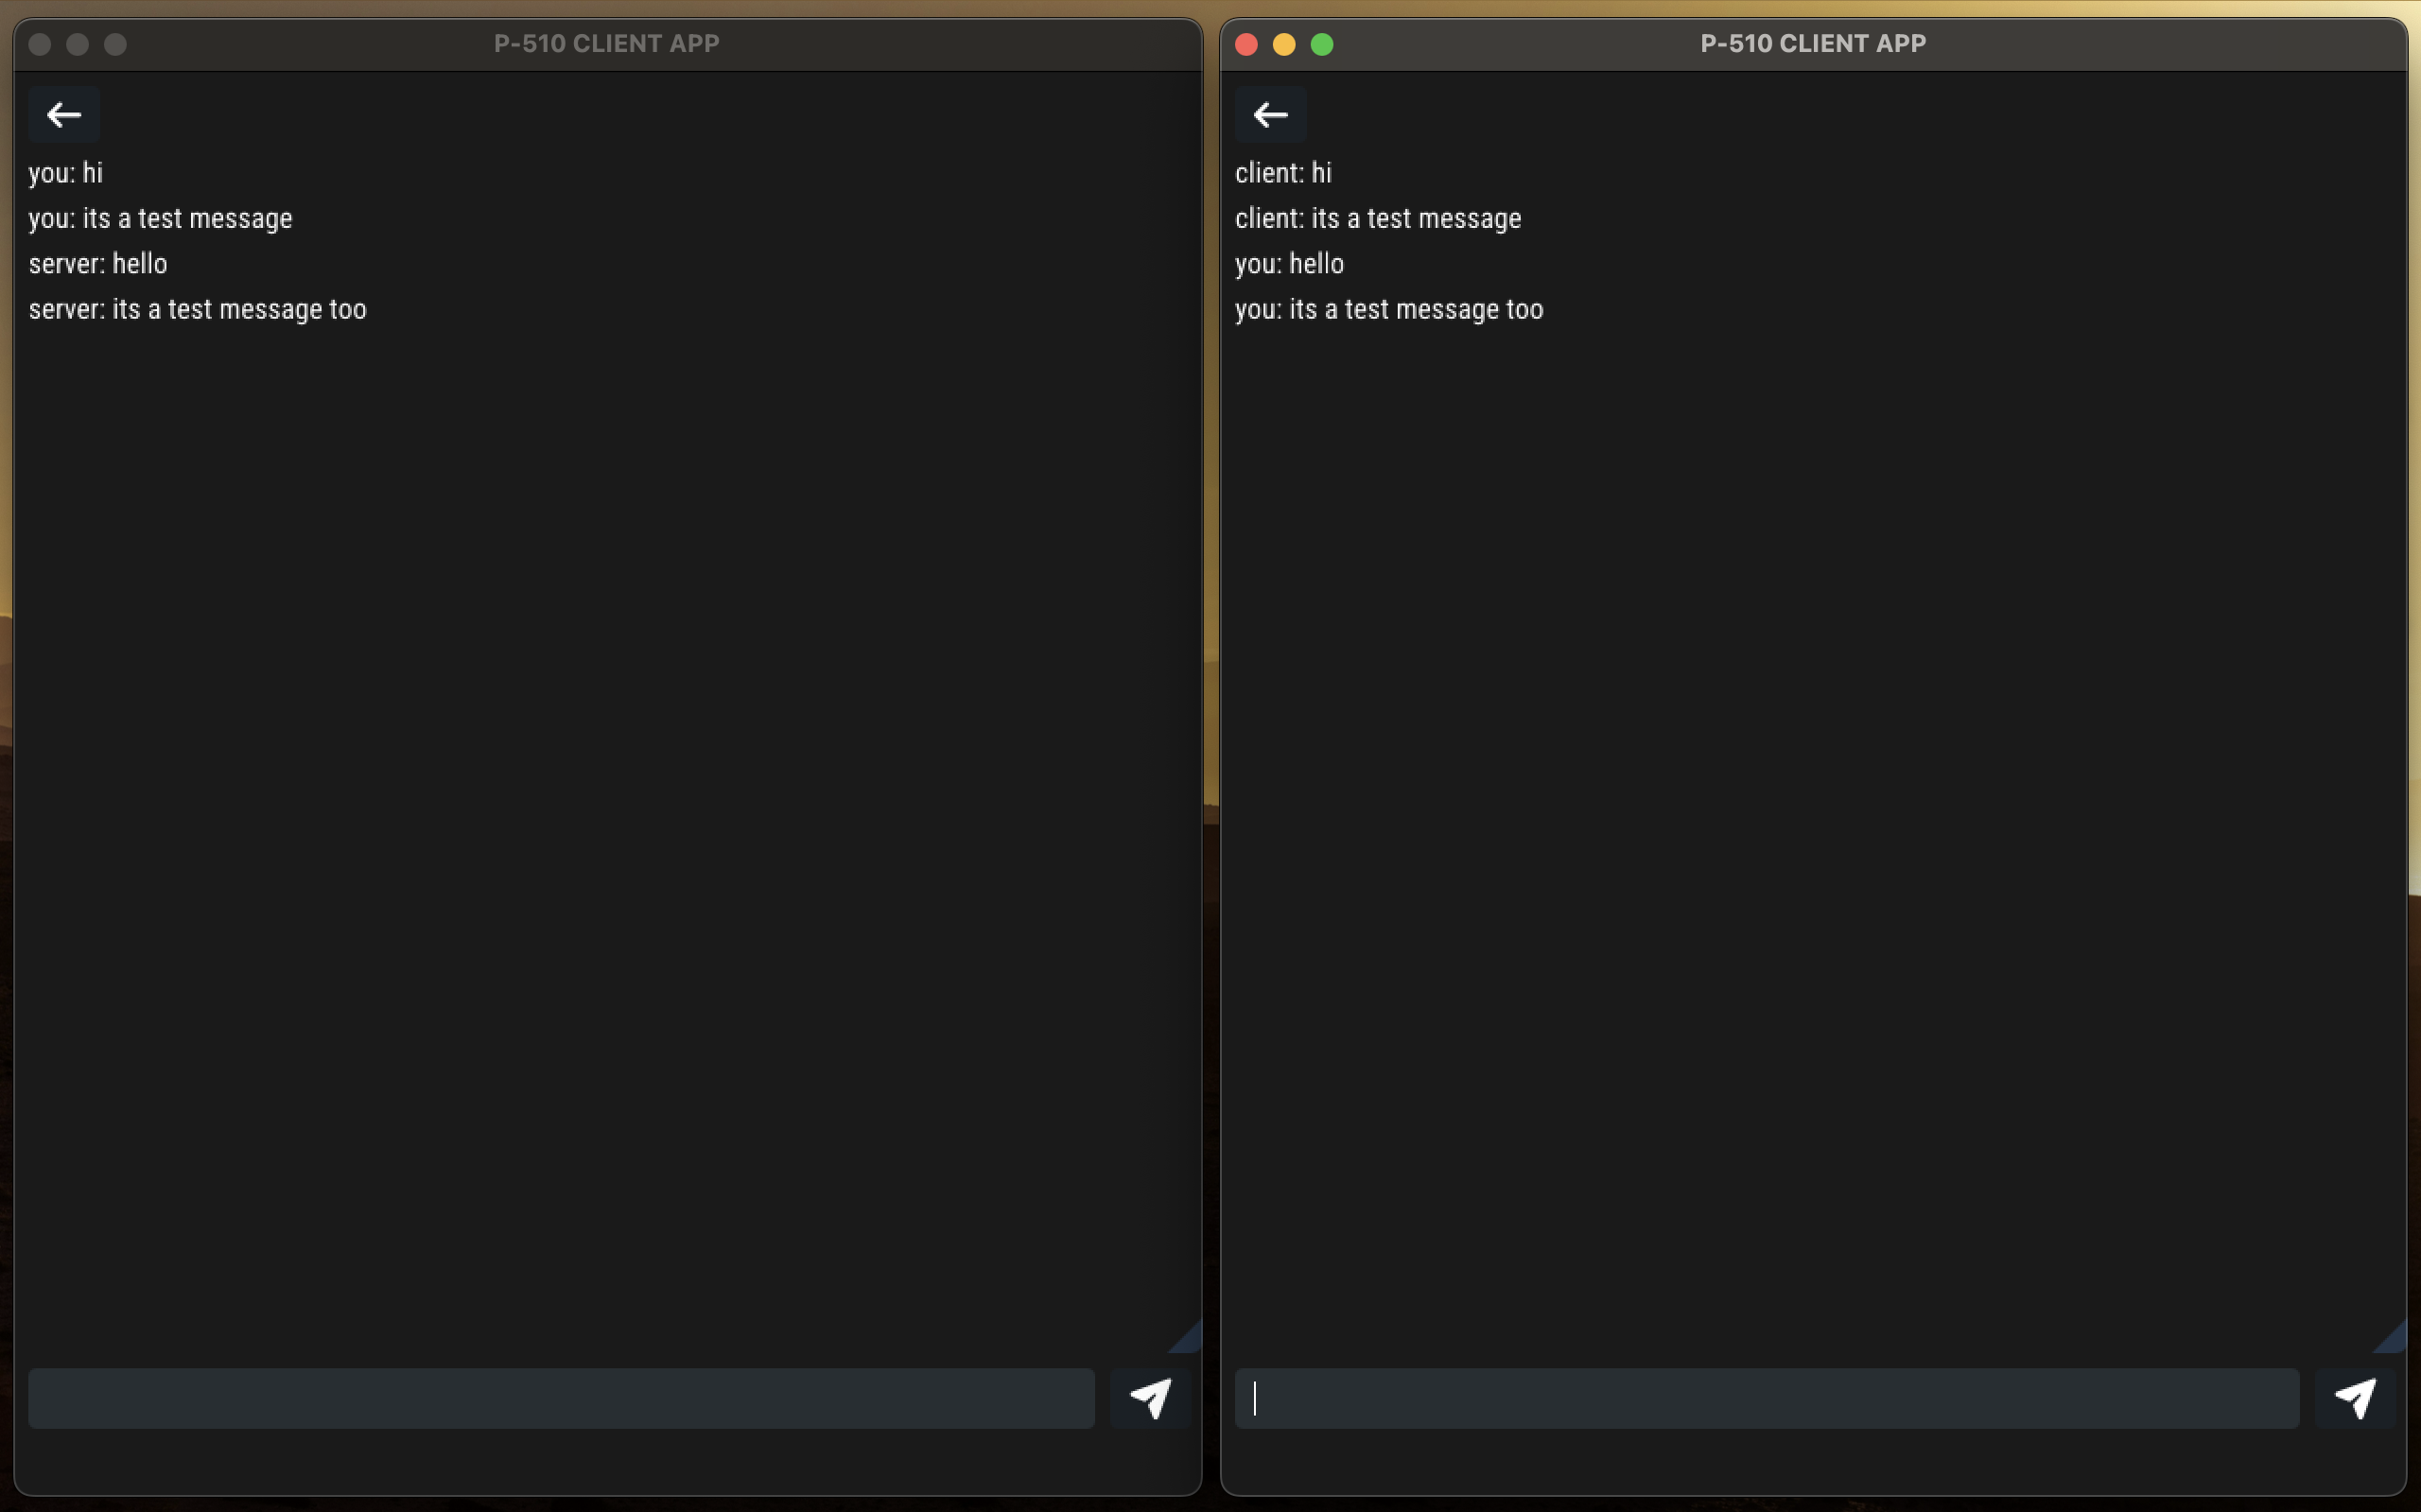 P-510 CLIENT APP
you: hi
you: its a test message
server: hello
server: its a test message too
P-510 CLIENT APP
client: hi
client: its a test message
you: hello
you: its a test message too